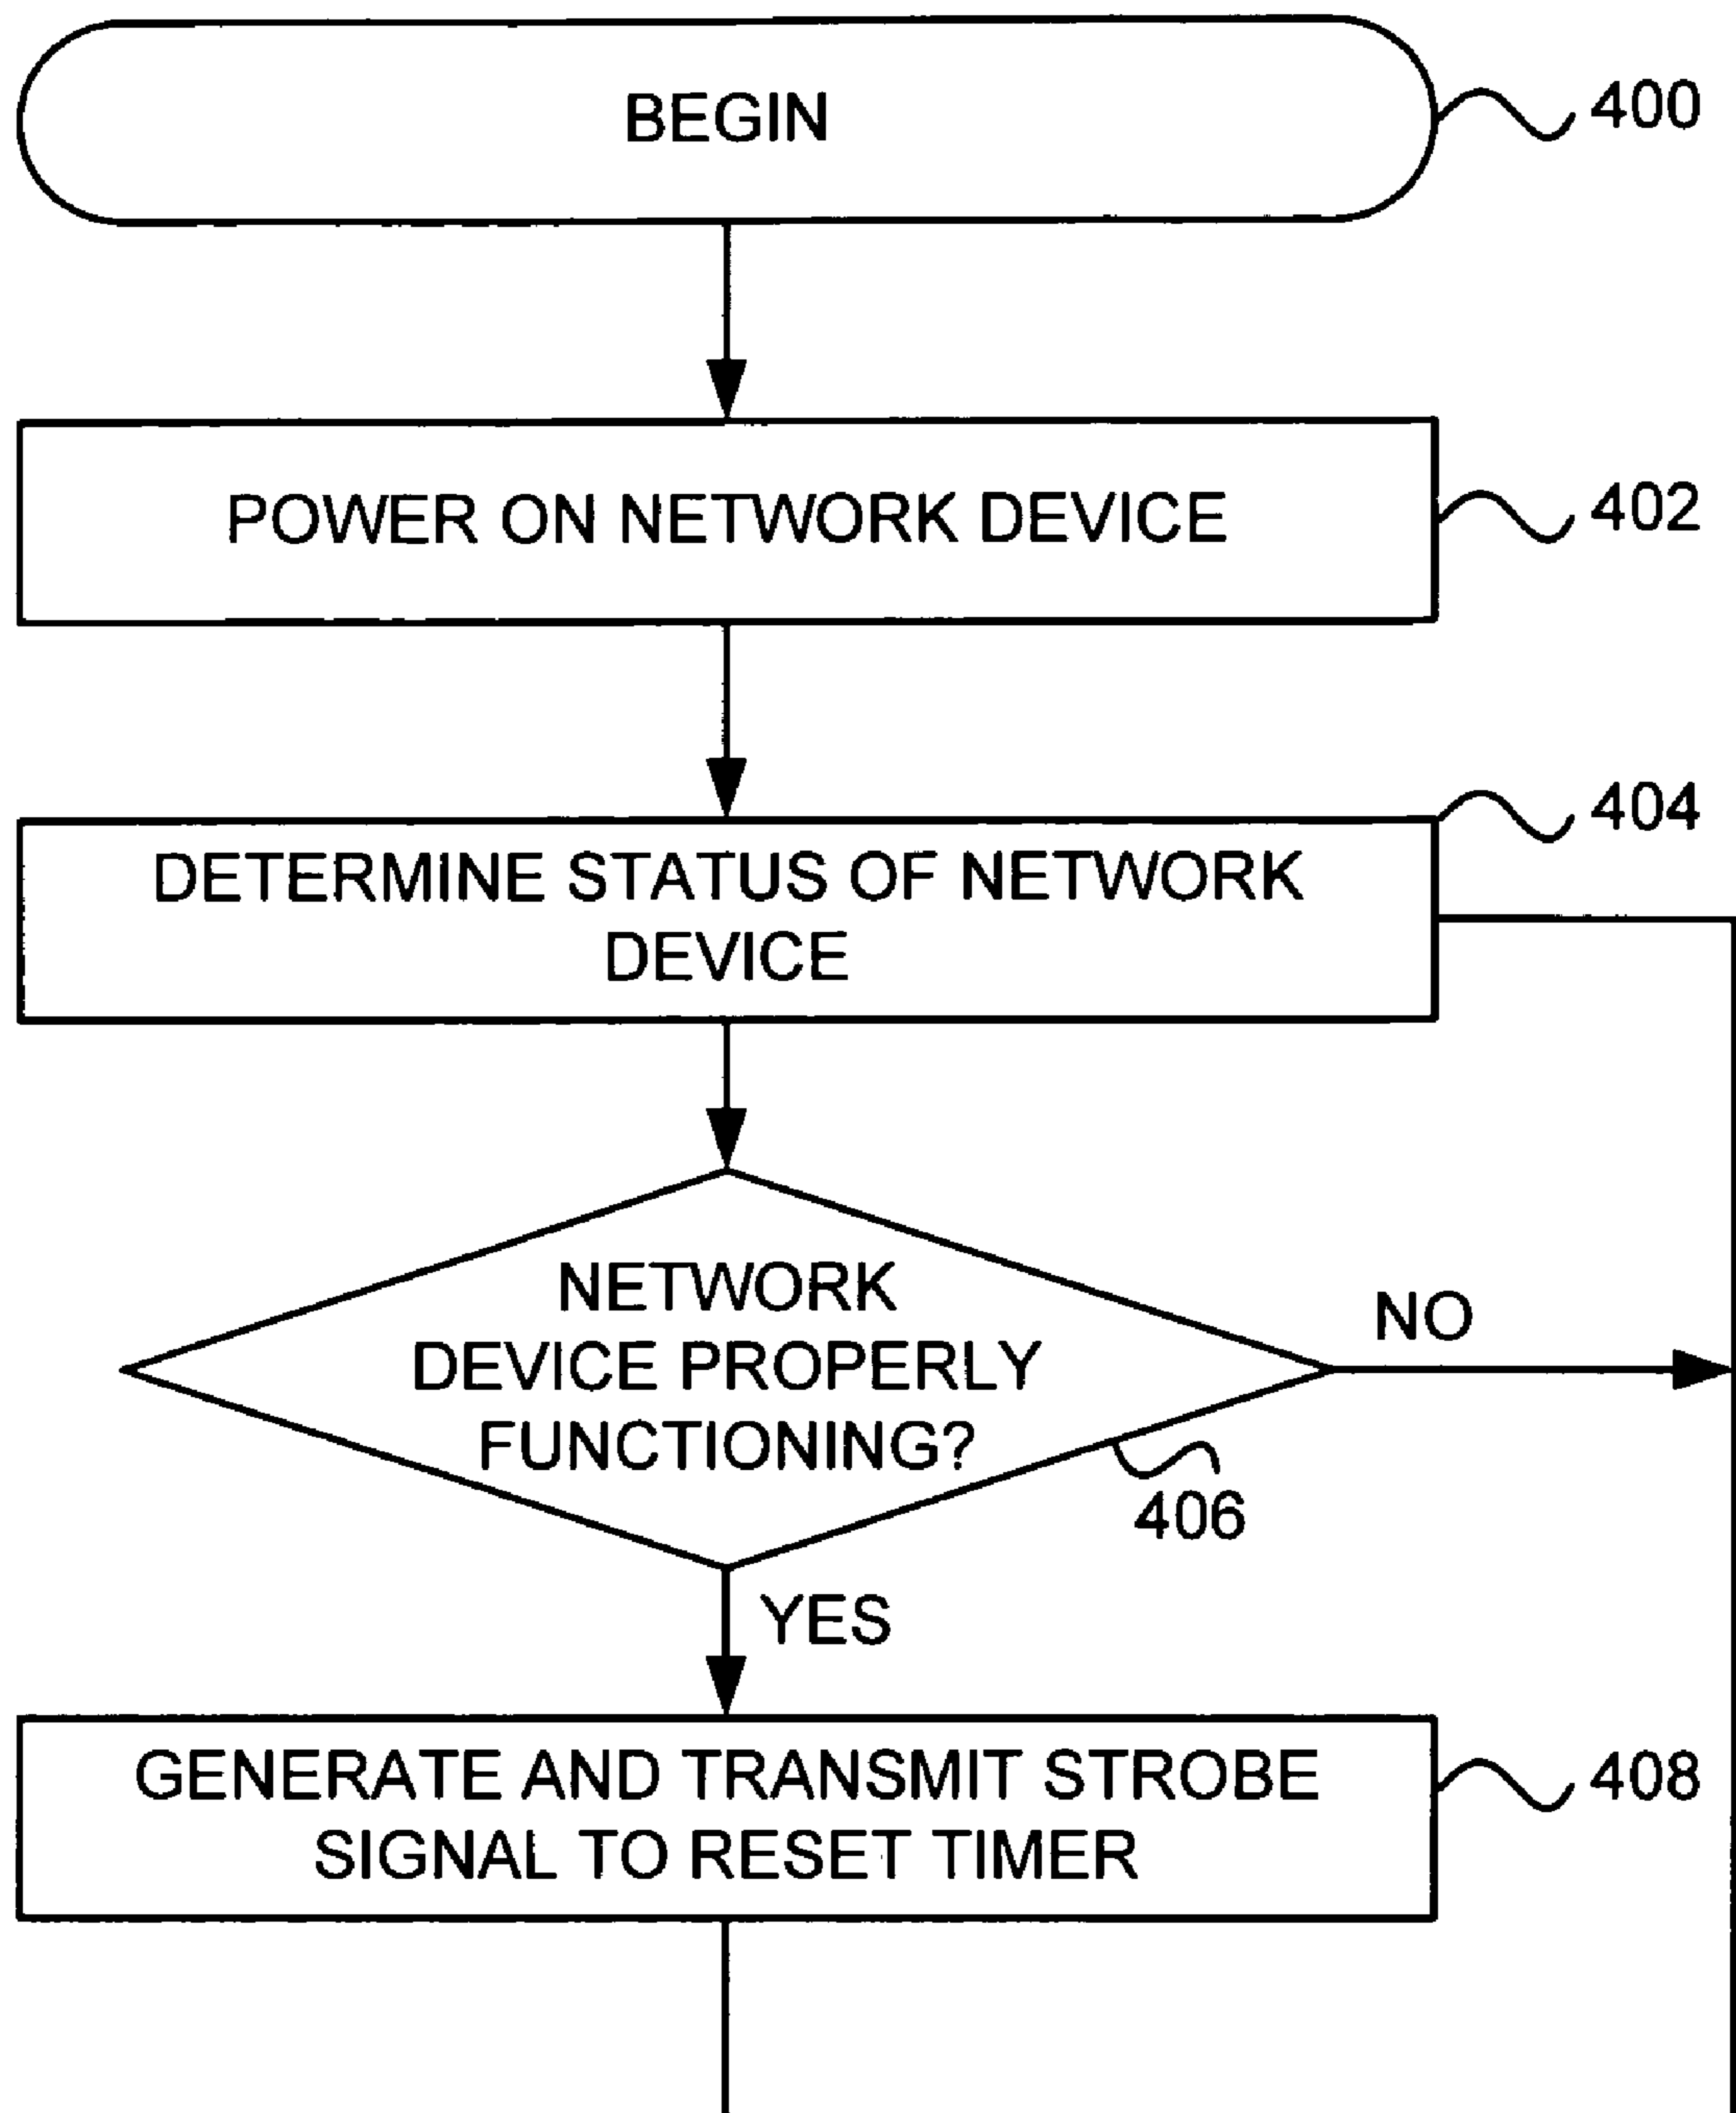 BEGIN
400
POWER ON NETWORK DEVICE
402
404
DETERMINE STATUS OF NETWORK
DEVICE
NETWORK
DEVICE PROPERLY
FUNCTIONING?
NO
406
YES
GENERATE AND TRANSMIT STROBE
SIGNAL TO RESET TIMER
408